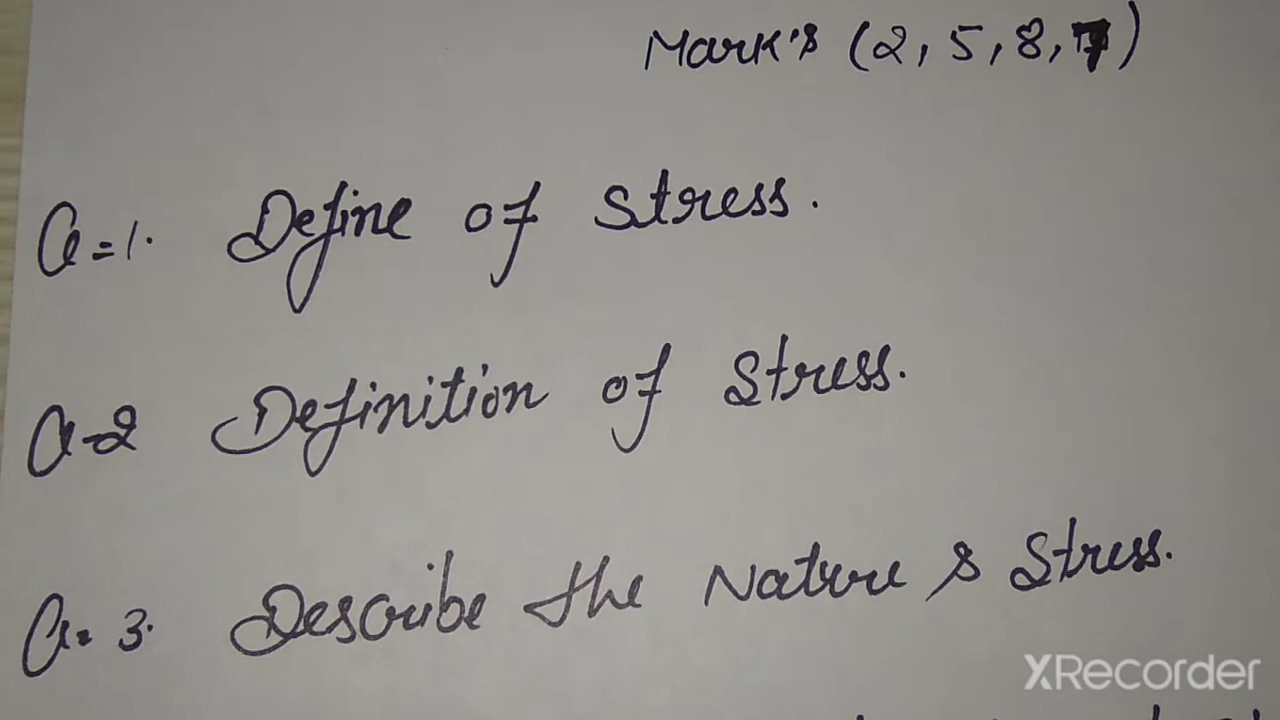 Mark's (2, 5, 8, 7)
Q=1. Define of Stress.
Q-2 Definition of Stress.
Q= 3. Describe the Nature & Stress.
XRecorder